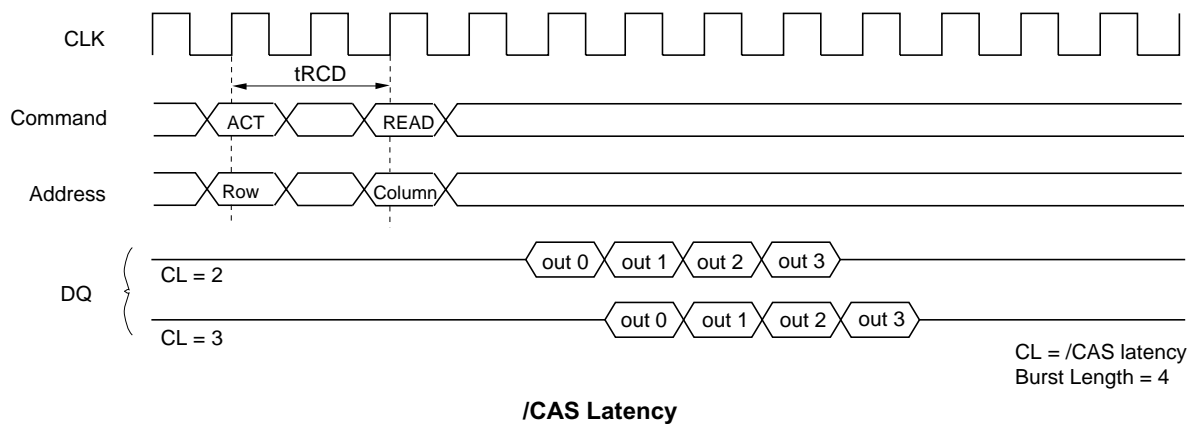 CLK
tRCD
Command ACT READ
Address Row Column
DQ
CL = 2 out 0 out 1 out 2 out 3
CL = 3 out 0 out 1 out 2 out 3
CL = /CAS latency
Burst Length = 4
/CAS Latency